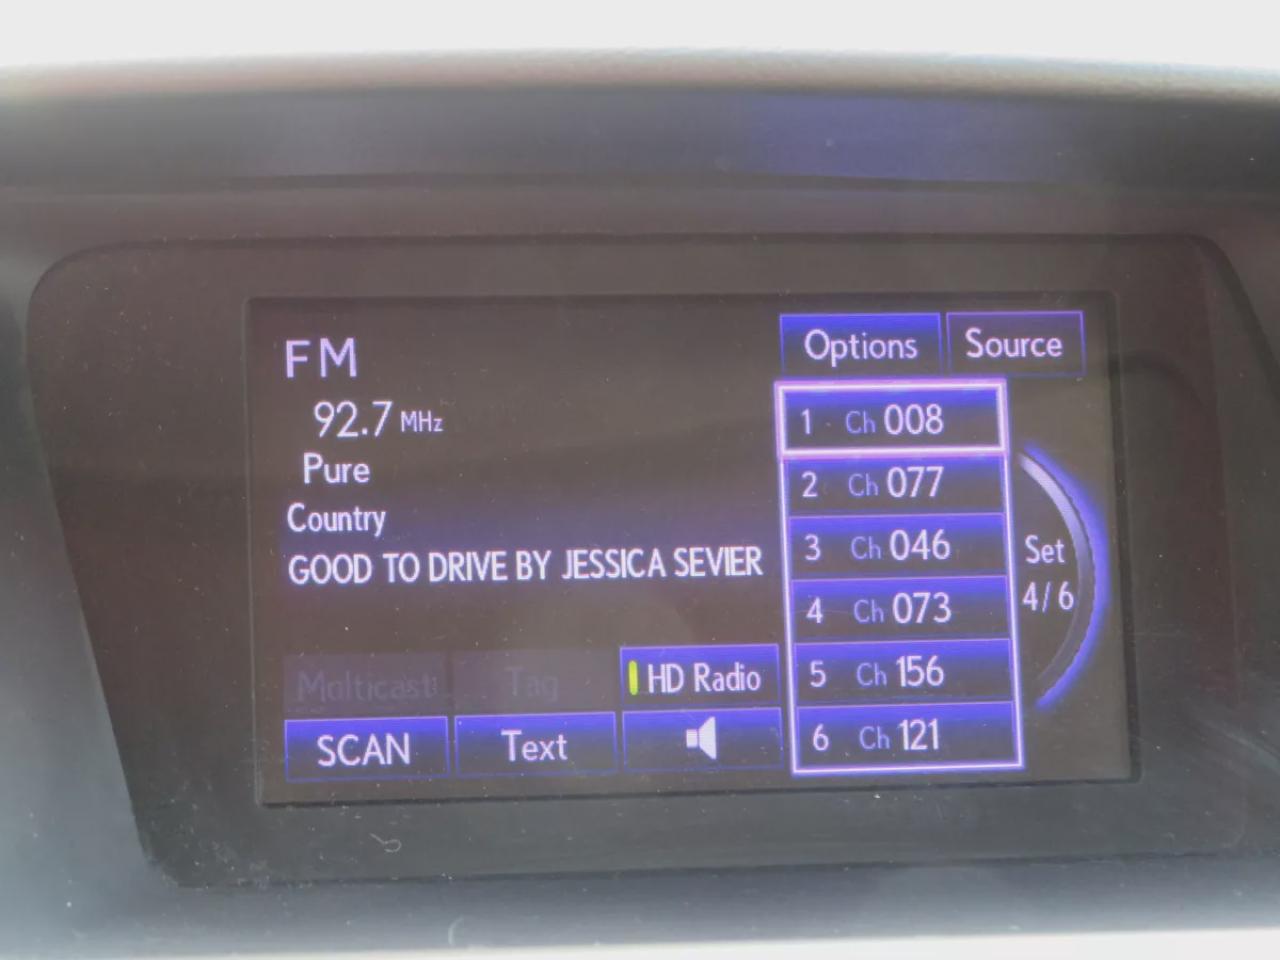 FM
92.7 MHz
Pure
Country
GOOD TO DRIVE BY JESSICA SEVIER
Tag
HD Radio
SCAN
Text
Options
Source
1 Ch 008
2 Ch 077
3 Ch 046
4 Ch 073
5 Ch 156
6 Ch 121
Set
4/6